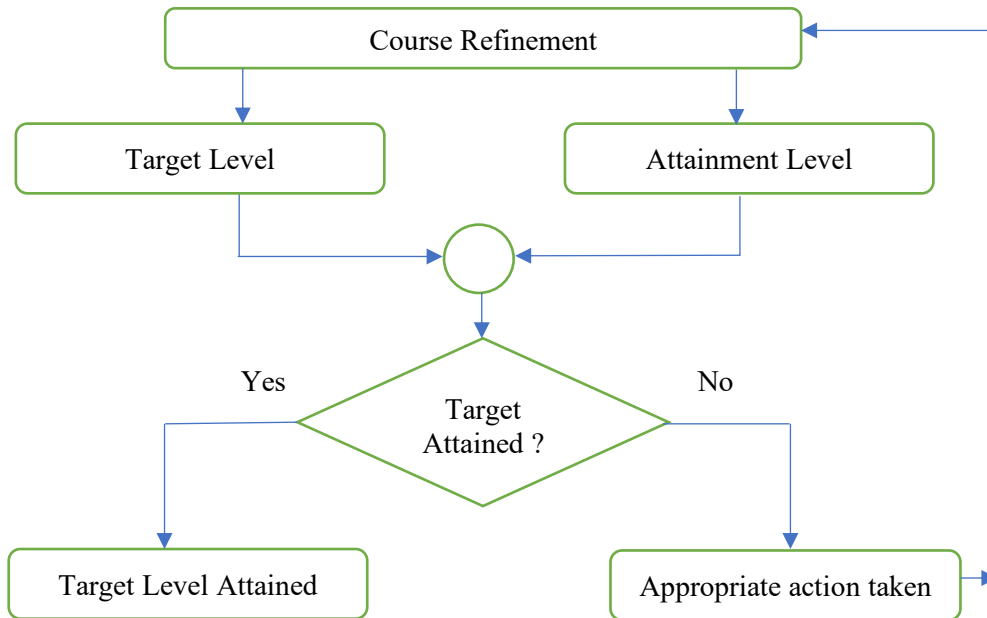 Course Refinement
Target Level
Attainment Level
Yes
No
Target
Attained ?
Target Level Attained
Appropriate action taken